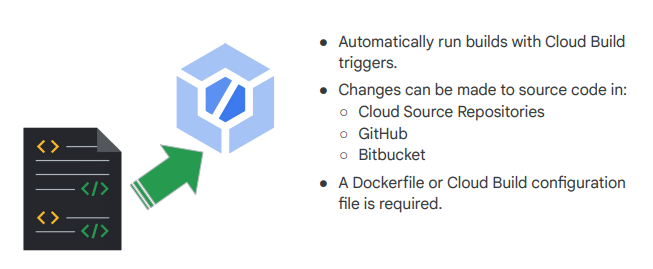 ● Automatically run builds with Cloud Build
triggers.
● Changes can be made to source code in:
○ Cloud Source Repositories
○ GitHub
○ Bitbucket
● A Dockerfile or Cloud Build configuration
file is required.
<>
</>
<>
</>